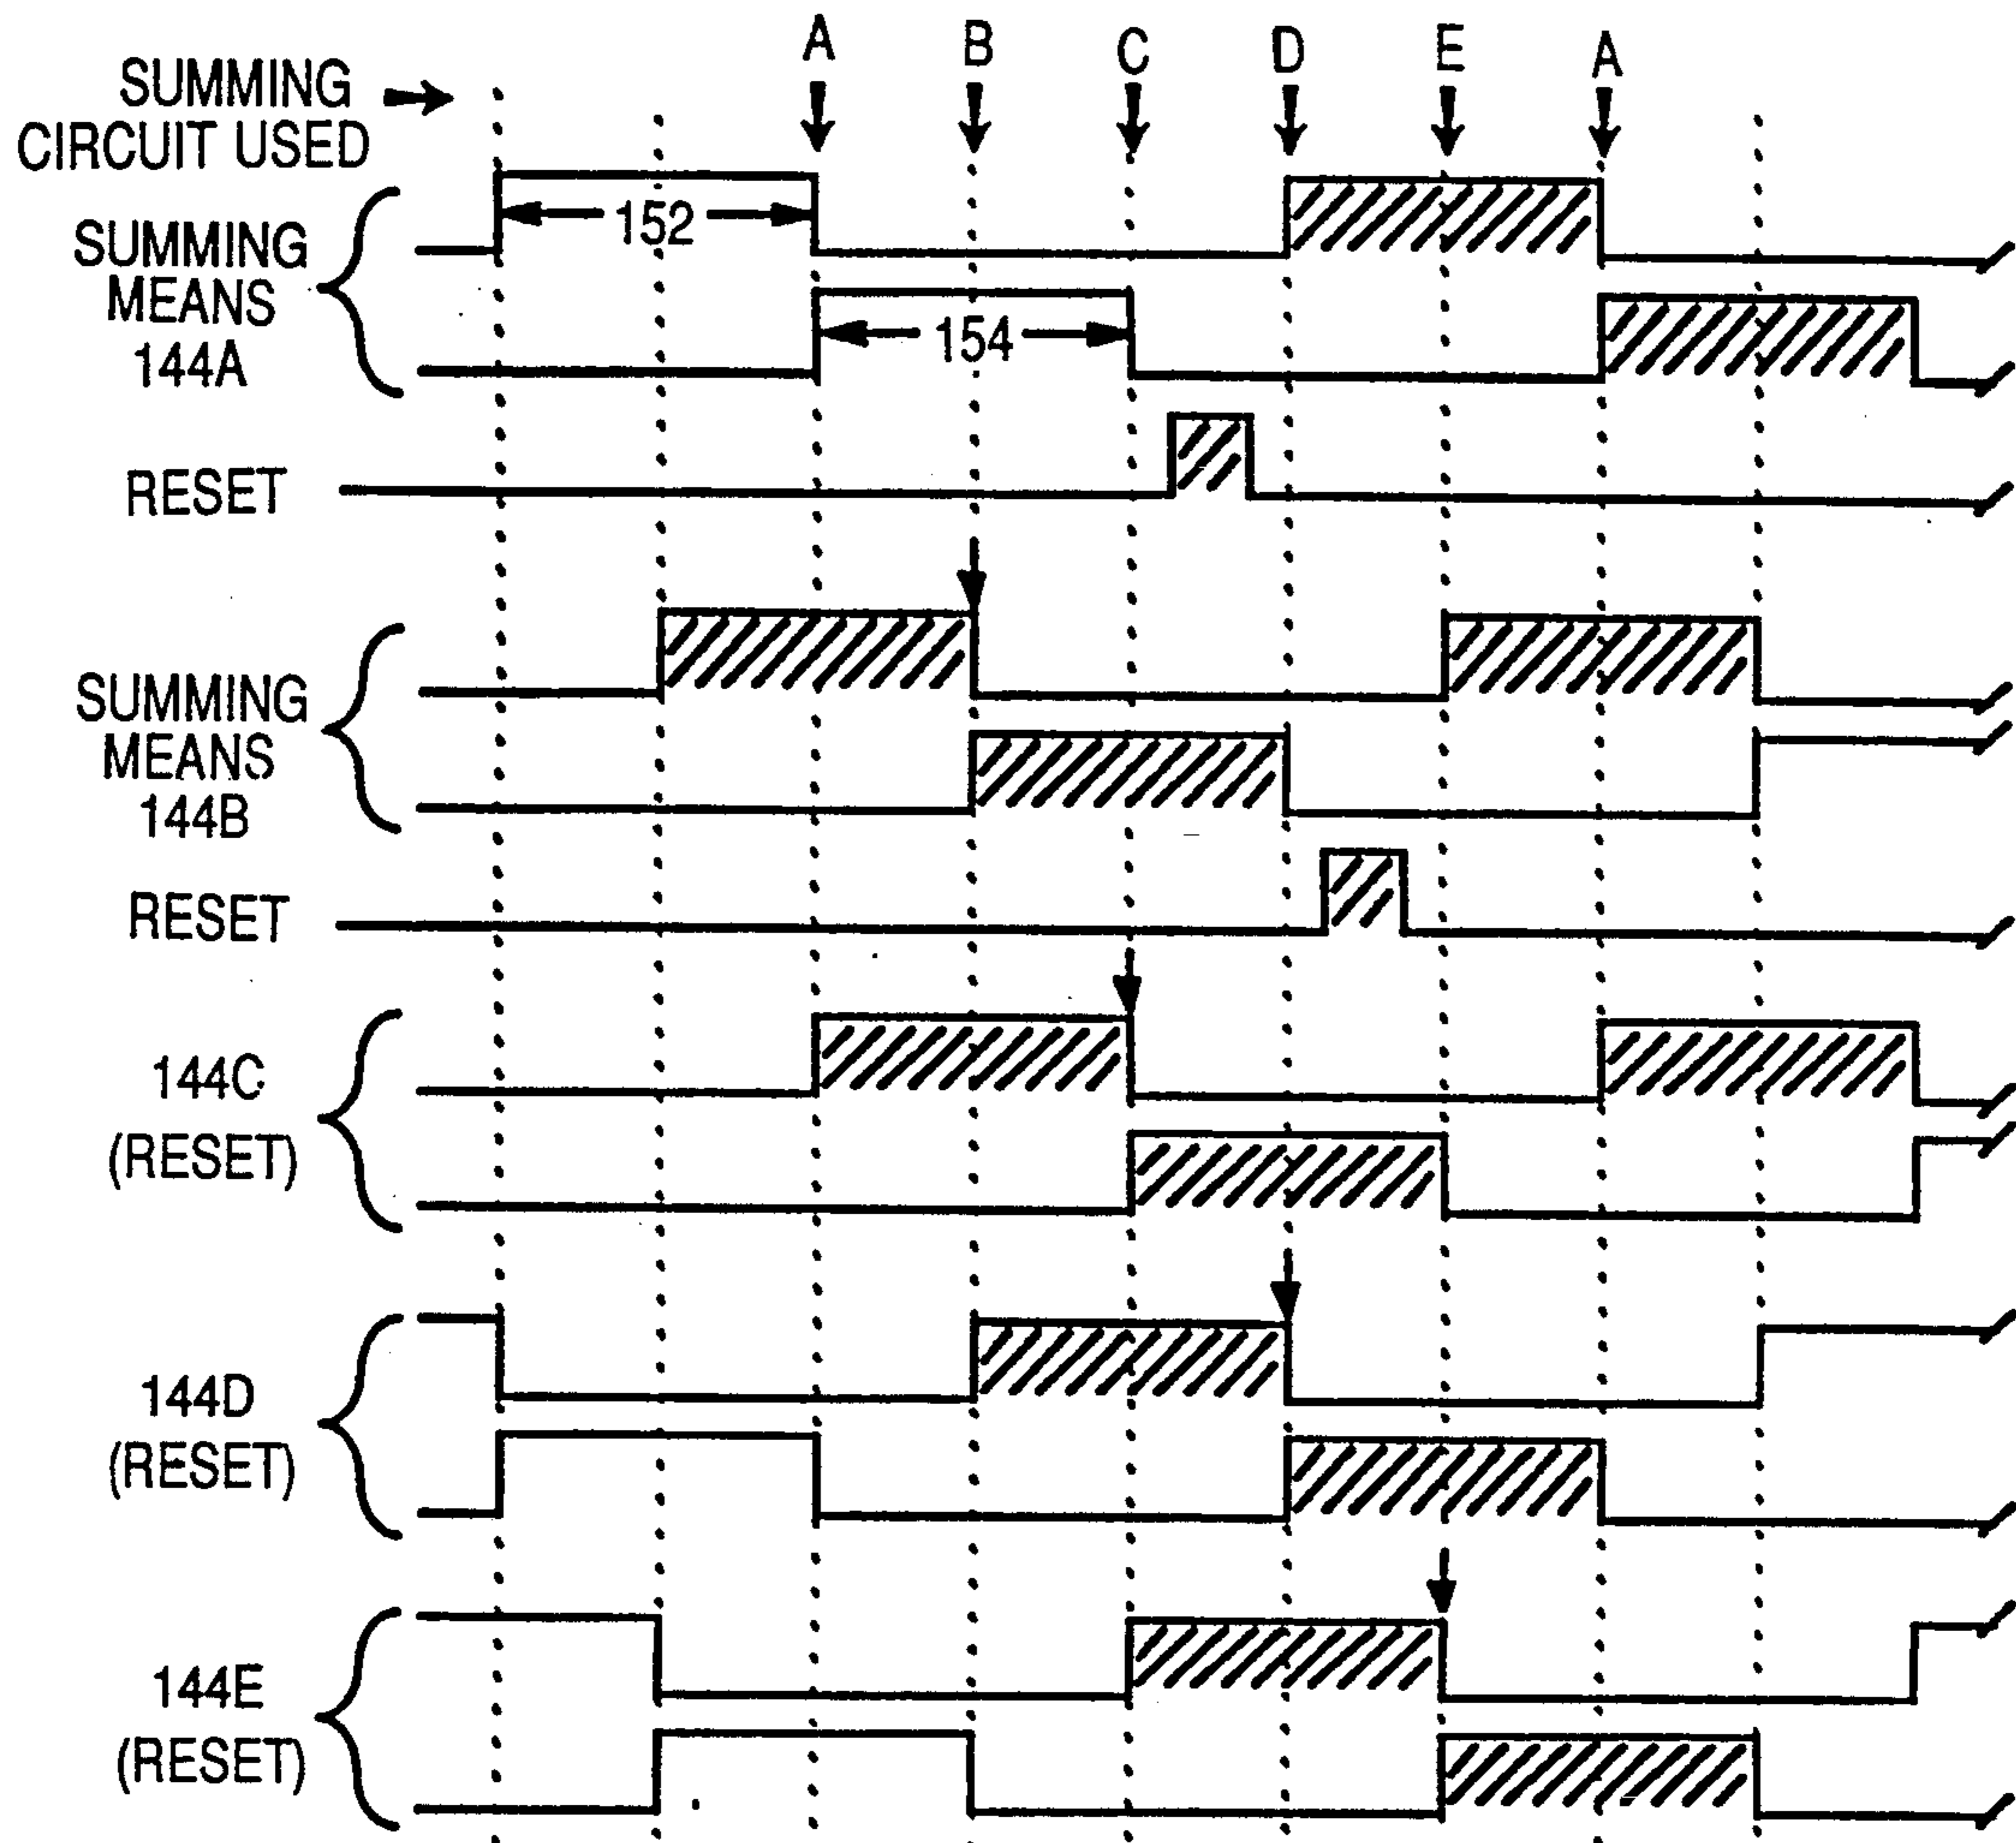 A B C D E A
SUMMING
CIRCUIT USED
152
SUMMING
MEANS
144A
154
RESET
SUMMING
MEANS
144B
RESET
144C
(RESET)
144D
(RESET)
144E
(RESET)